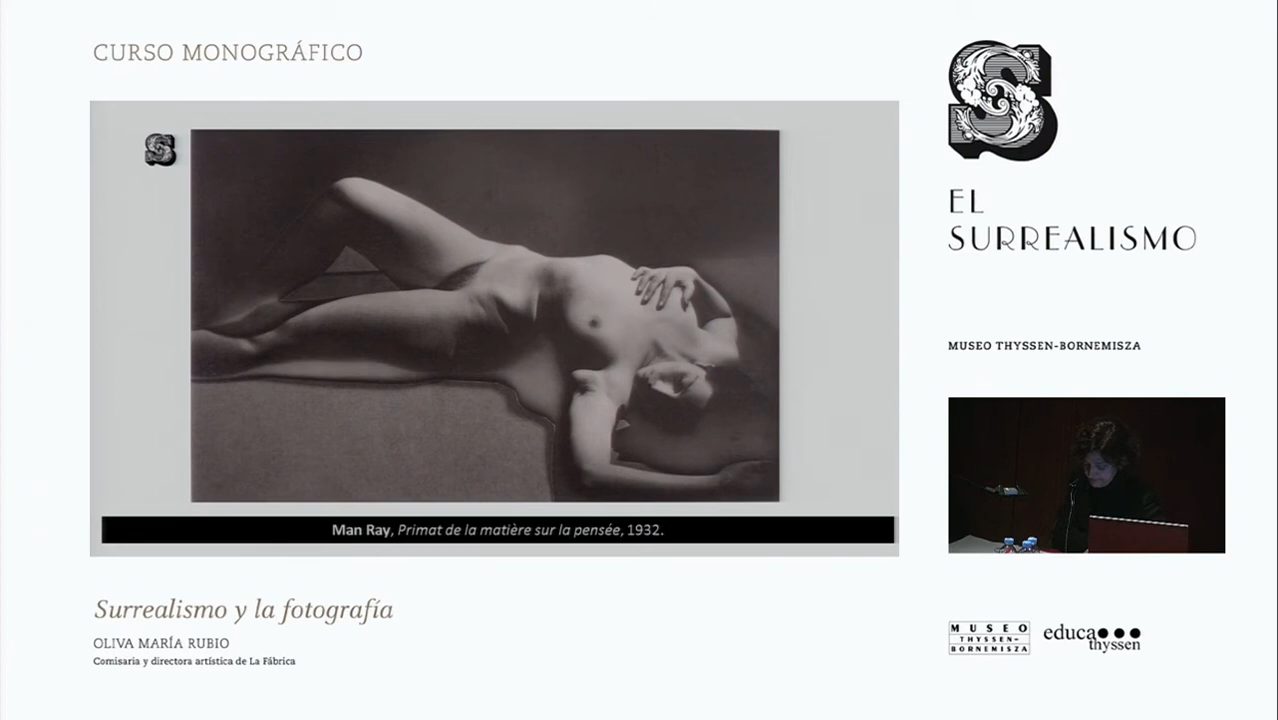 CURSO MONOGRÁFICO
S
Man Ray, Primat de la matière sur la pensée, 1932.
Surrealismo y la fotografía
OLIVA MARÍA RUBIO
Comisaria y directora artística de La Fábrica
S
EL
SURREALISMO
MUSEO THYSSEN-BORNEMISZA
MUSEO
THYSSEN-
BORNEMISZA
educa
thyssen